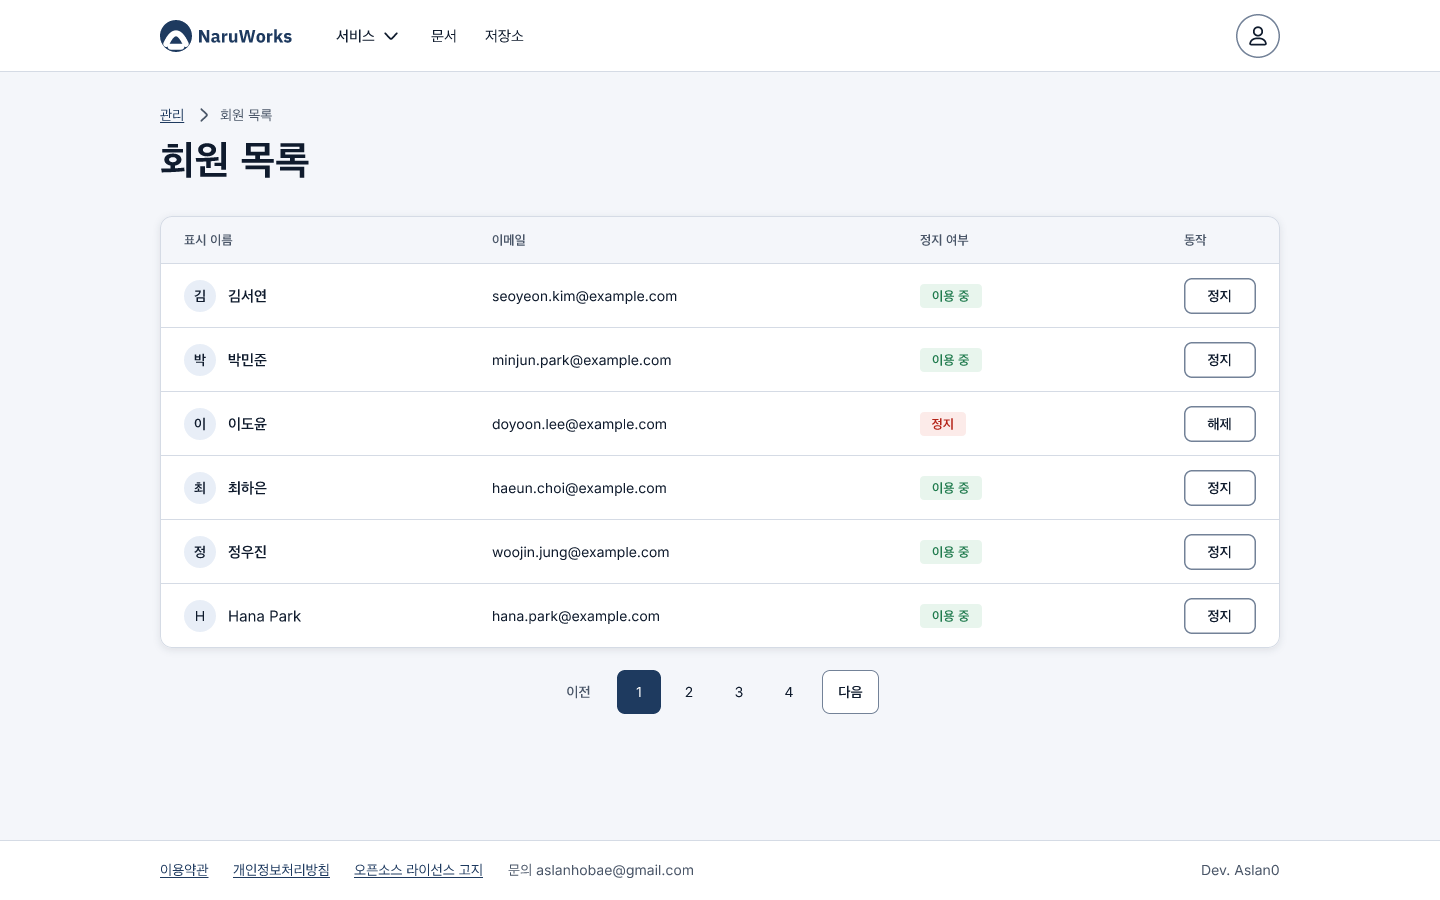 NaruWorks 서비스 문서 저장소
관리 > 회원 목록
회원 목록
표시 이름 이메일 정지 여부 동작
김 김서연 seoyeon.kim@example.com 이용 중 정지
박 박민준 minjun.park@example.com 이용 중 정지
이 이도윤 doyoon.lee@example.com 정지 해제
최 최하은 haeun.choi@example.com 이용 중 정지
정 정우진 woojin.jung@example.com 이용 중 정지
H Hana Park hana.park@example.com 이용 중 정지
이전 1 2 3 4 다음
이용약관 개인정보처리방침 오픈소스 라이선스 고지 문의 aslanhobae@gmail.com Dev. Aslan0